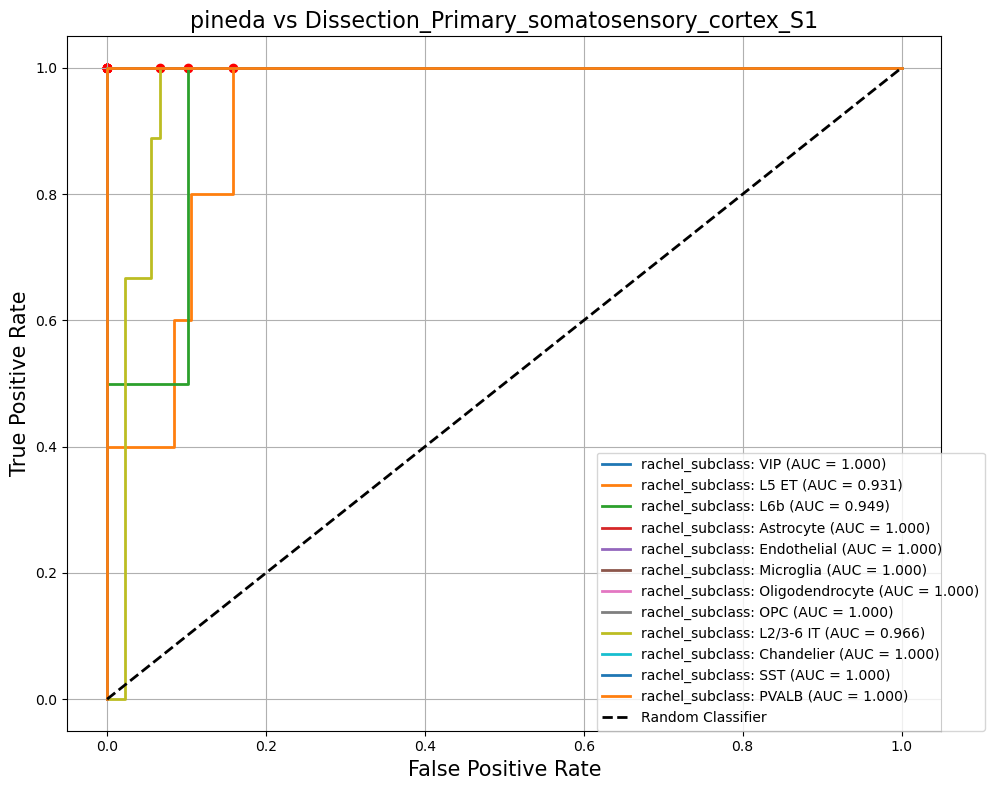 pineda vs Dissection_Primary_somatosensory_cortex_S1
True Positive Rate
1.0
0.8
0.6
0.4
0.2
0.0
rachel_subclass: VIP (AUC = 1.000)
rachel_subclass: L5 ET (AUC = 0.931)
rachel_subclass: L6b (AUC = 0.949)
rachel_subclass: Astrocyte (AUC = 1.000)
rachel_subclass: Endothelial (AUC = 1.000)
rachel_subclass: Microglia (AUC = 1.000)
rachel_subclass: Oligodendrocyte (AUC = 1.000)
rachel_subclass: OPC (AUC = 1.000)
rachel_subclass: L2/3-6 IT (AUC = 0.966)
rachel_subclass: Chandelier (AUC = 1.000)
rachel_subclass: SST (AUC = 1.000)
rachel_subclass: PVALB (AUC = 1.000)
Random Classifier
0.0 0.2 0.4 0.6 0.8 1.0
False Positive Rate